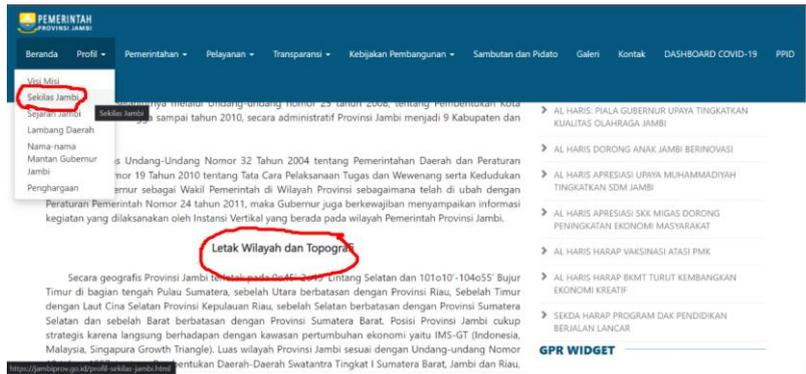 PEMERINTAH
PROVINSI JAMBI
Beranda Profil Pemerintahan Pelayanan Transparansi Kebijakan Pembangunan Sambutan dan Pidato Galeri Kontak DASHBOARD COVID-19 PPID
Visi Misi
Sekilas Jambi
Sejarah Jambi
Sekilas Jambi
Lambang Daerah
Nama-nama
Mantan Gubernur
Jambi
Penghargaan
melalui Undang-undang nomor 25 tahun 2008, tentang Pembentukan Kota
sampai tahun 2010, secara administratif Provinsi Jambi menjadi 9 Kabupaten dan
Undang-Undang Nomor 32 Tahun 2004 tentang Pemerintahan Daerah dan Peraturan
19 Tahun 2010 tentang Tata Cara Pelaksanaan Tugas dan Wewenang serta Kedudukan
sebagai Wakil Pemerintah di Wilayah Provinsi sebagaimana telah di ubah dengan
Peraturan Pemerintah Nomor 24 tahun 2011, maka Gubernur juga berkewajiban menyampaikan informasi
kegiatan yang dilaksanakan oleh Instansi Vertikal yang berada pada wilayah Pemerintah Provinsi Jambi.
Letak Wilayah dan Topografi
Secara geografis Provinsi Jambi terletak pada 0o45'-2o45' Lintang Selatan dan 101o10'-104o55' Bujur
Timur di bagian tengah Pulau Sumatera, sebelah Utara berbatasan dengan Provinsi Riau, Sebelah Timur
dengan Laut Cina Selatan Provinsi Kepulauan Riau, sebelah Selatan berbatasan dengan Provinsi Sumatera
Selatan dan sebelah Barat berbatasan dengan Provinsi Sumatera Barat. Posisi Provinsi Jambi cukup
strategis karena langsung berhadapan dengan kawasan pertumbuhan ekonomi yaitu IMS-GT (Indonesia,
Malaysia, Singapura Growth Triangle). Luas wilayah Provinsi Jambi sesuai dengan Undang-undang Nomor
Pembentukan Daerah-Daerah Swatantra Tingkat I Sumatera Barat, Jambi dan Riau,
https://jambiprov.go.id/profil-sekilas-jambi.html
AL HARIS: PIALA GUBERNUR UPAYA TINGKATKAN
KUALITAS OLAHRAGA JAMBI
AL HARIS DORONG ANAK JAMBI BERINOVASI
AL HARIS APRESIASI UPAYA MUHAMMADIYAH
TINGKATKAN SDM JAMBI
AL HARIS APRESIASI SKK MIGAS DORONG
PENINGKATAN EKONOMI MASYARAKAT
AL HARIS HARAP VAKSINASI ATASI PMK
AL HARIS HARAP BKMT TURUT KEMBANGKAN
EKONOMI KREATIF
SEKDA HARAP PROGRAM DAK PENDIDIKAN
BERJALAN LANCAR
GPR WIDGET